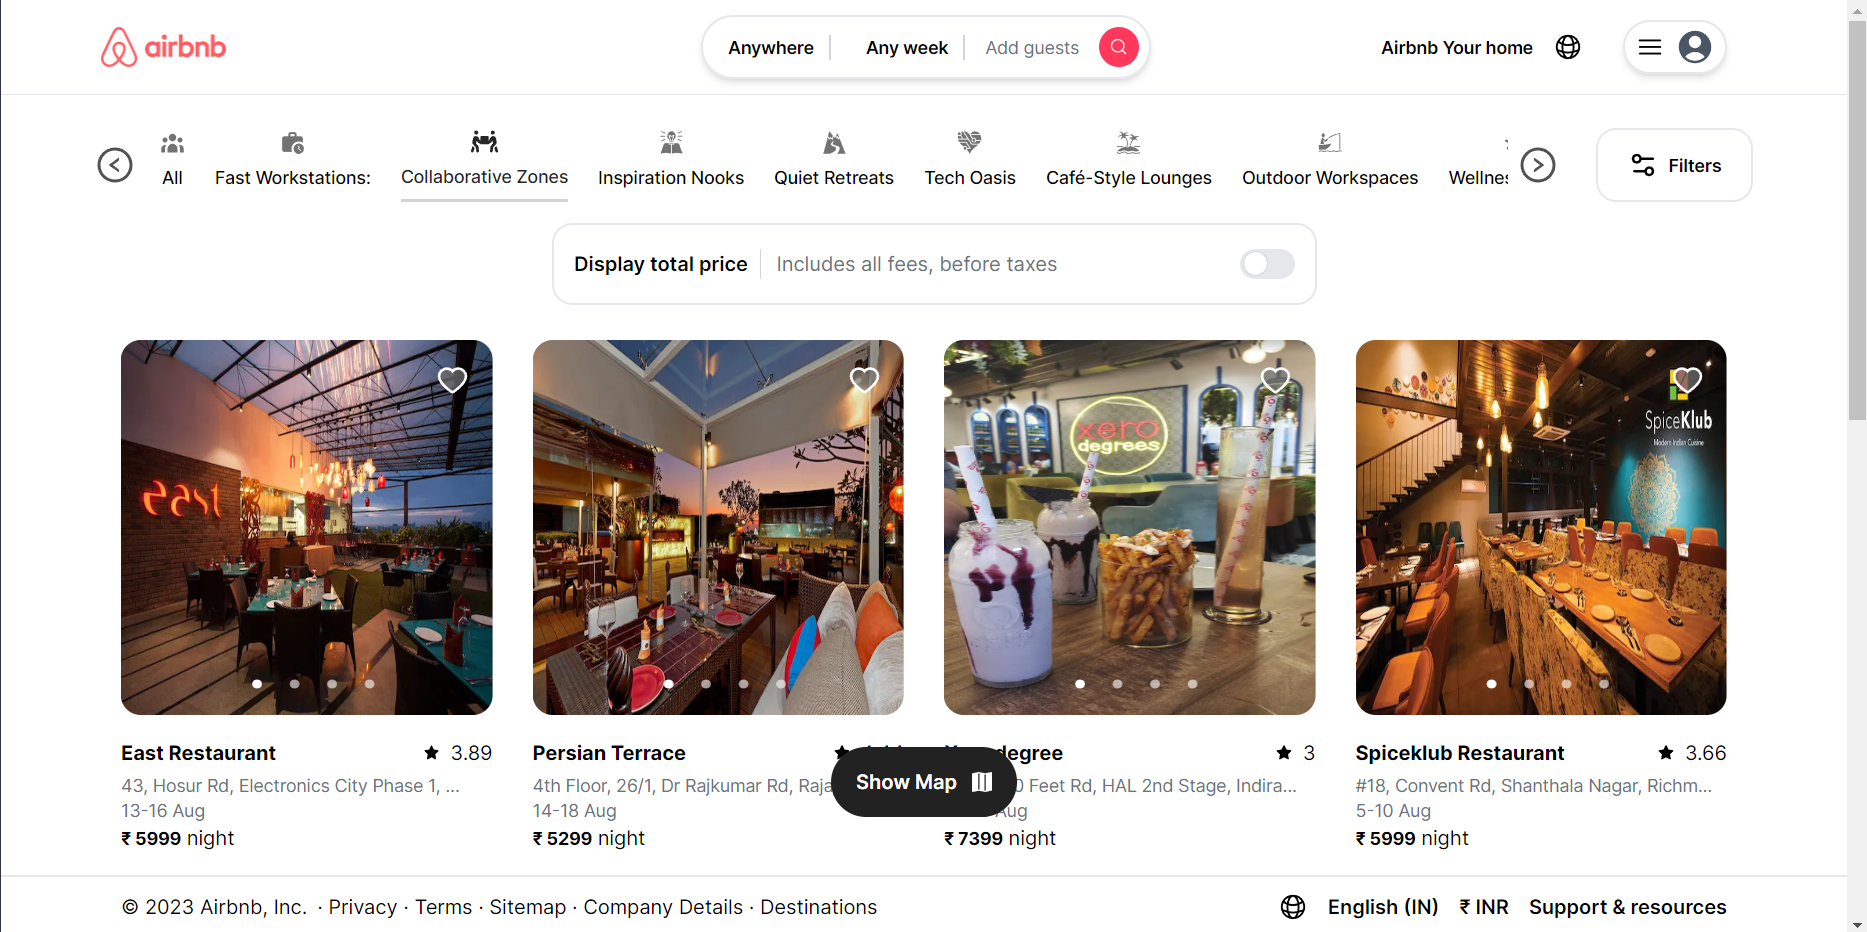 airbnb
Anywhere
Any week
Add guests
Airbnb Your home
All
Fast Workstations:
Collaborative Zones
Inspiration Nooks
Quiet Retreats
Tech Oasis
Café-Style Lounges
Outdoor Workspaces
Filters
Display total price
Includes all fees, before taxes
east
xero
degrees
SpiceKlub
Modern Indian Cuisine
East Restaurant
3.89
43, Hosur Rd, Electronics City Phase 1, ...
13-16 Aug
₹ 5999 night
Persian Terrace
4th Floor, 26/1, Dr Rajkumar Rd,
14-18 Aug
₹ 5299 night
degree
3
Feet Rd, HAL 2nd Stage, Indira...
Aug
₹ 7399 night
Spiceklub Restaurant
3.66
#18, Convent Rd, Shanthala Nagar, Richm...
5-10 Aug
₹ 5999 night
Show Map
© 2023 Airbnb, Inc. · Privacy · Terms · Sitemap · Company Details · Destinations
English (IN)
₹ INR
Support & resources